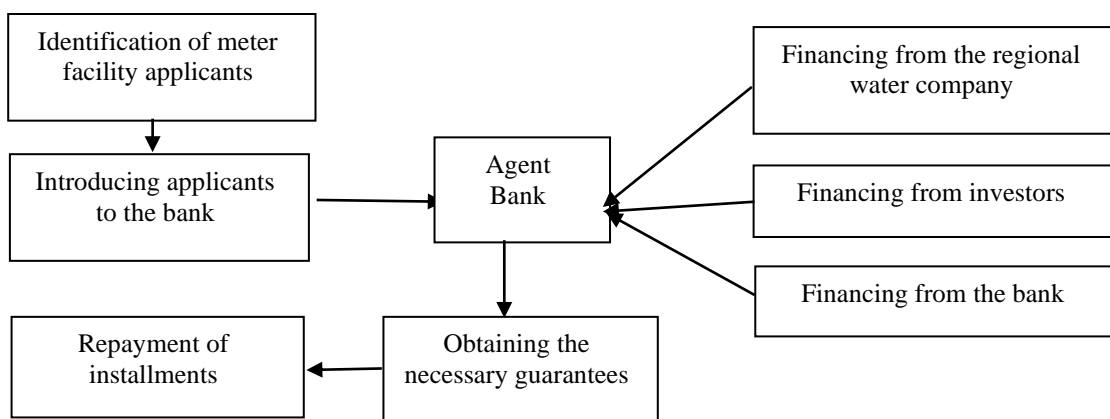 Identification of meter
facility applicants
Introducing applicants
to the bank
Agent
Bank
Financing from the regional
water company
Financing from investors
Financing from the bank
Obtaining the
necessary guarantees
Repayment of
installments